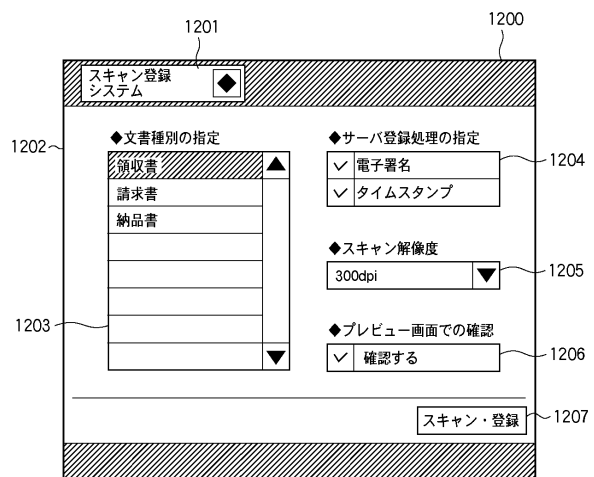 1200
1201
スキャン登録
システム
1202
◆文書種別の指定
領収書
請求書
納品書
1203
◆サーバ登録処理の指定
電子署名
タイムスタンプ
1204
◆スキャン解像度
300dpi
1205
◆プレビュー画面での確認
確認する
1206
スキャン・登録
1207